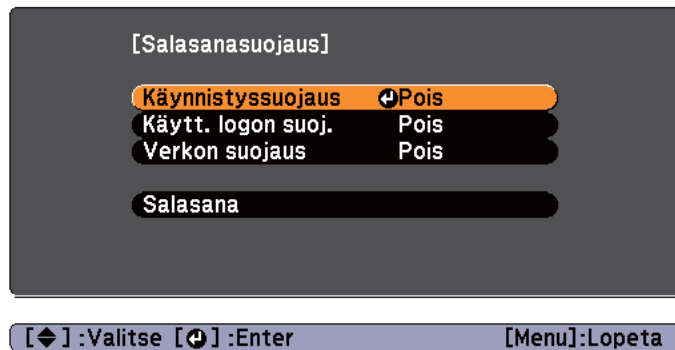 [Salasanasuojaus]
Käynnistyssuojaus Pois
Käytt. logon suoj. Pois
Verkon suojaus Pois
Salasana
[◆] :Valitse [↵] :Enter [Menu]:Lopeta